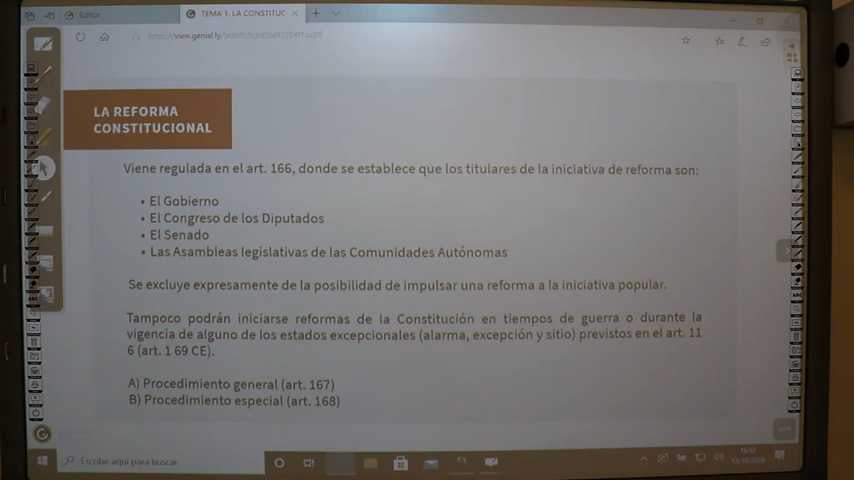 Editor
TEMA 1. LA CONSTITUC
LA REFORMA
CONSTITUCIONAL
Viene regulada en el art. 166, donde se establece que los titulares de la iniciativa de reforma son:
• El Gobierno
• El Congreso de los Diputados
• El Senado
• Las Asambleas legislativas de las Comunidades Autónomas
Se excluye expresamente de la posibilidad de impulsar una reforma a la iniciativa popular.
Tampoco podrán iniciarse reformas de la Constitución en tiempos de guerra o durante la
vigencia de alguno de los estados excepcionales (alarma, excepción y sitio) previstos en el art. 11
6 (art. 1 69 CE).
A) Procedimiento general (art. 167)
B) Procedimiento especial (art. 168)
Escribe aquí para buscar